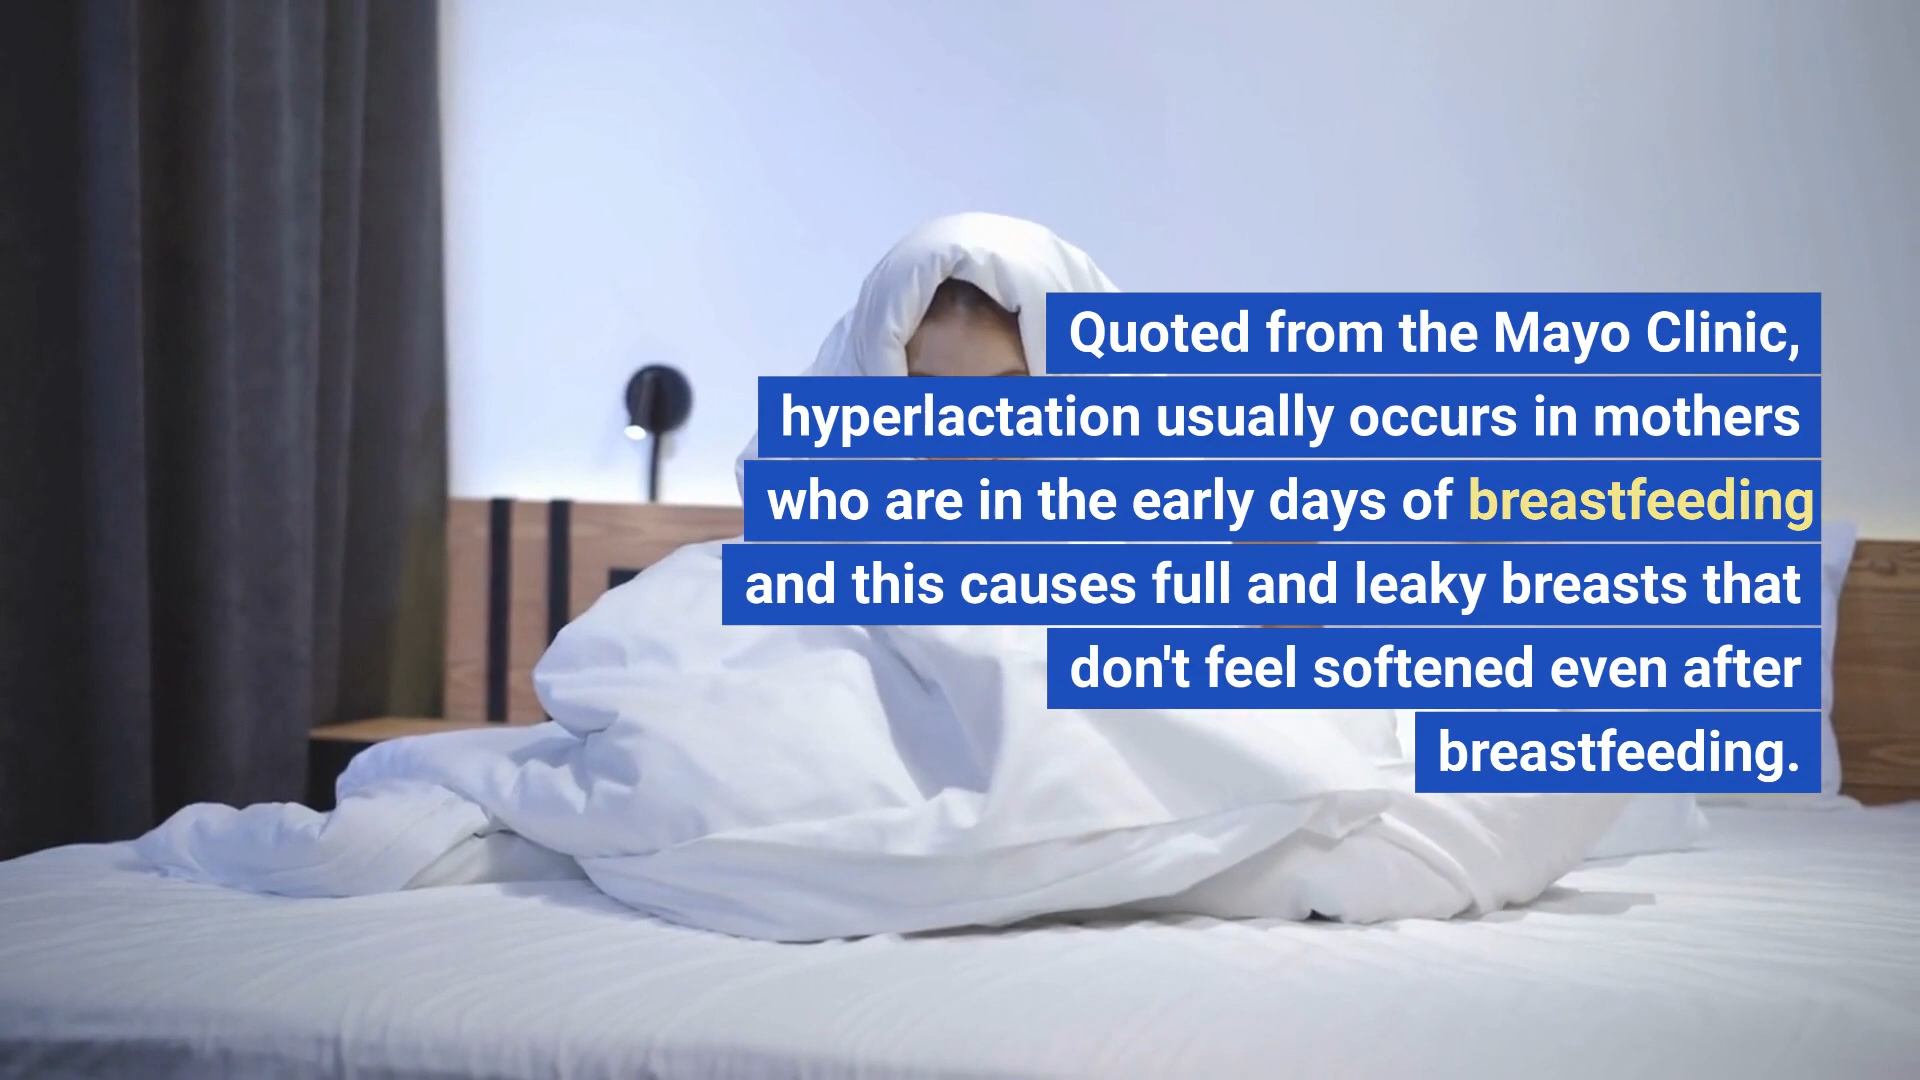 Quoted from the Mayo Clinic,
hyperlactation usually occurs in mothers
who are in the early days of breastfeeding
and this causes full and leaky breasts that
don't feel softened even after
breastfeeding.